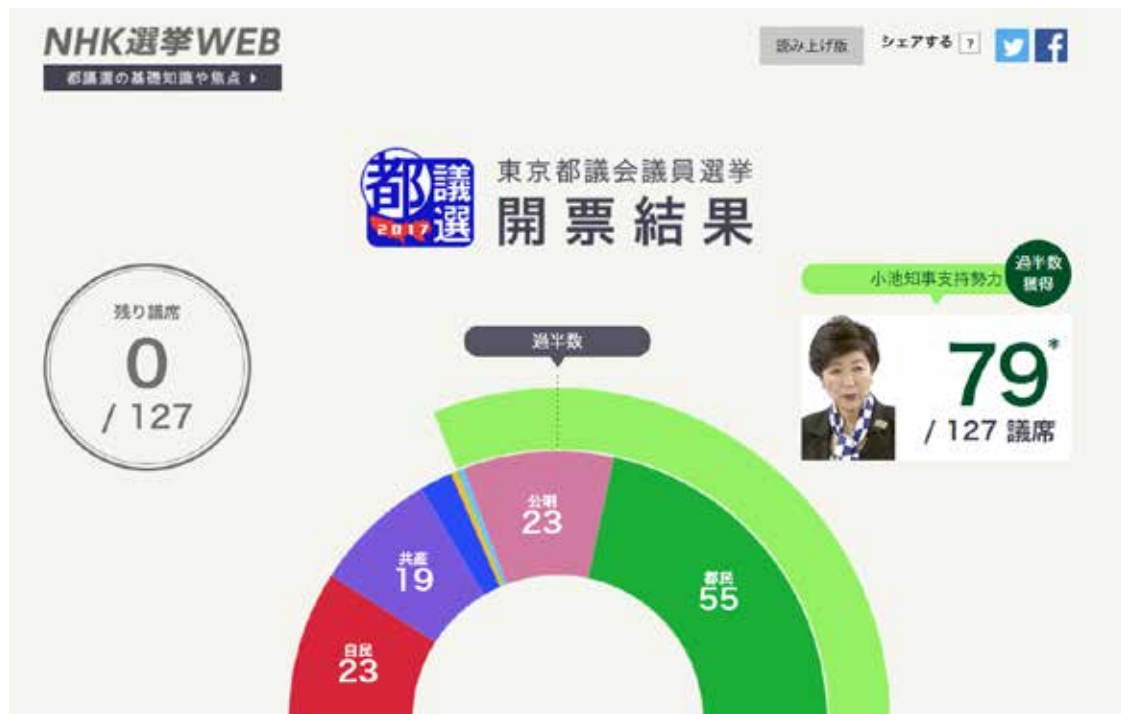 NHK選挙WEB
都議選の基礎知識や焦点
読み上げ版
シェアする ?
都議選
2017
東京都議会議員選挙
開票結果
残り議席
0
/ 127
過半数
小池知事支持勢力
過半数
獲得
79*
/ 127 議席
公明
23
共産
19
都民
55
自民
23